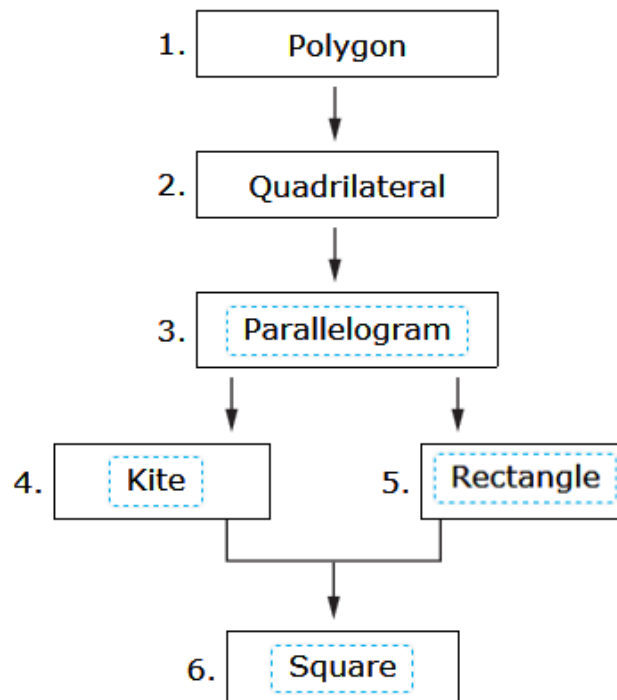 1. Polygon
2. Quadrilateral
3. Parallelogram
4. Kite
5. Rectangle
6. Square